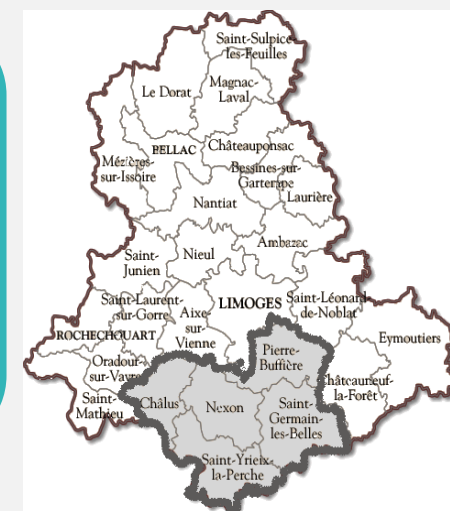 Saint-Sulpice
les-Feuilles
Magnac-
Laval
Le Dorat
BELLAC
Châteauponsac
Mézières-
sur-Issoire
Bessines-sur-
Gartempe
Laurière
Nantiat
Ambazac
Saint-
Junien
Nieul
Saint-Laurent-
sur-Gorre
LIMOGES
Saint-Léonard-
de-Noblat
Aixe
sur
Vienne
ROCHECHOUART
Eymoutiers
Oradour-
sur-Vayre
Pierre-
Buffière
Châteauneuf-
la-Forêt
Saint-
Mathieu
Châlus
Nexon
Saint-
Germain-
les-Belles
Saint-Yrieix-
la-Perche